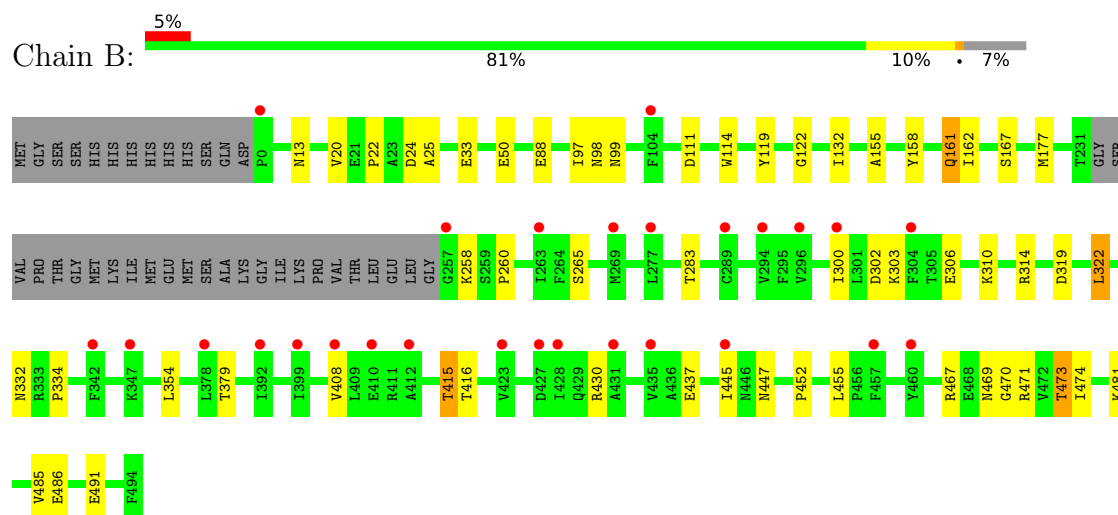 5%
Chain B:
81% 10% • 7%
MET GLY SER SER HIS HIS HIS HIS HIS HIS SER GLN ASP P0 N13 V20 E21 P22 A23 D24 A25 E33 E50 E88 I97 N98 N99 F104 D111 W114 Y119 G122 I132 A155 Y158 Q161 I162 S167 M177 T231 GLY SER
VAL PRO THR GLY MET LYS ILE MET GLU MET SER ALA LYS GLY ILE LYS PRO VAL THR LEU GLU LEU GLY G257 K258 S259 P260 I263 F264 S265 M269 L277 T283 C289 V294 F295 V296 I300 L301 D302 K303 F304 T305 E306 K310 R314 D319 L322
N332 R333 P334 F342 K347 L354 L378 T379 I392 I399 V408 L409 E410 R411 A412 T415 T416 V423 D427 I428 Q429 R430 A431 V435 A436 E437 I445 N446 N447 P452 L455 P456 F457 Y460 R467 E468 N469 G470 R471 V472 T473 I474 K481
V485 E486 E491 F494